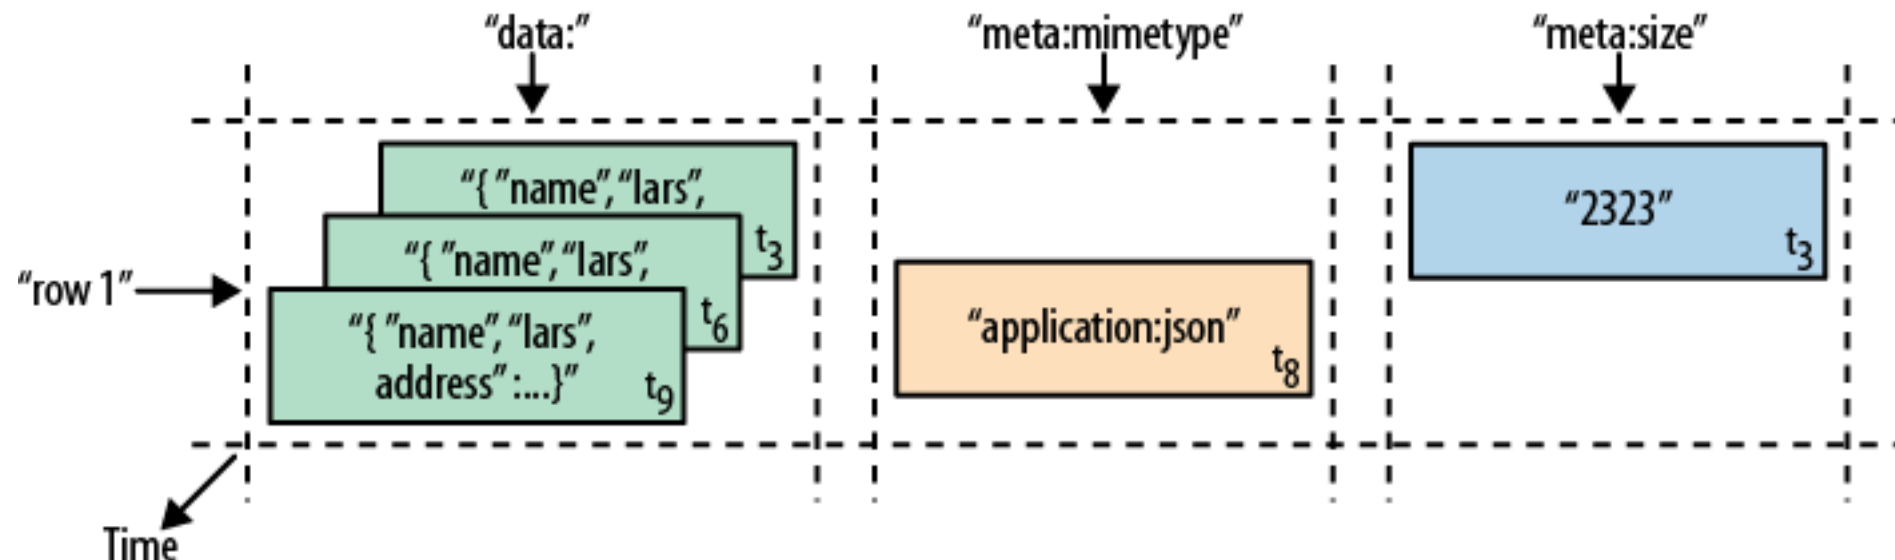 “data:”
“meta:mimetype”
“meta:size”
“{ ”name”, “lars”,
t3
“{ ”name”, “lars”,
t6
“{ ”name”, “lars”,
address” :...}”
t9
“row 1”
“application:json”
t8
“2323”
t3
Time